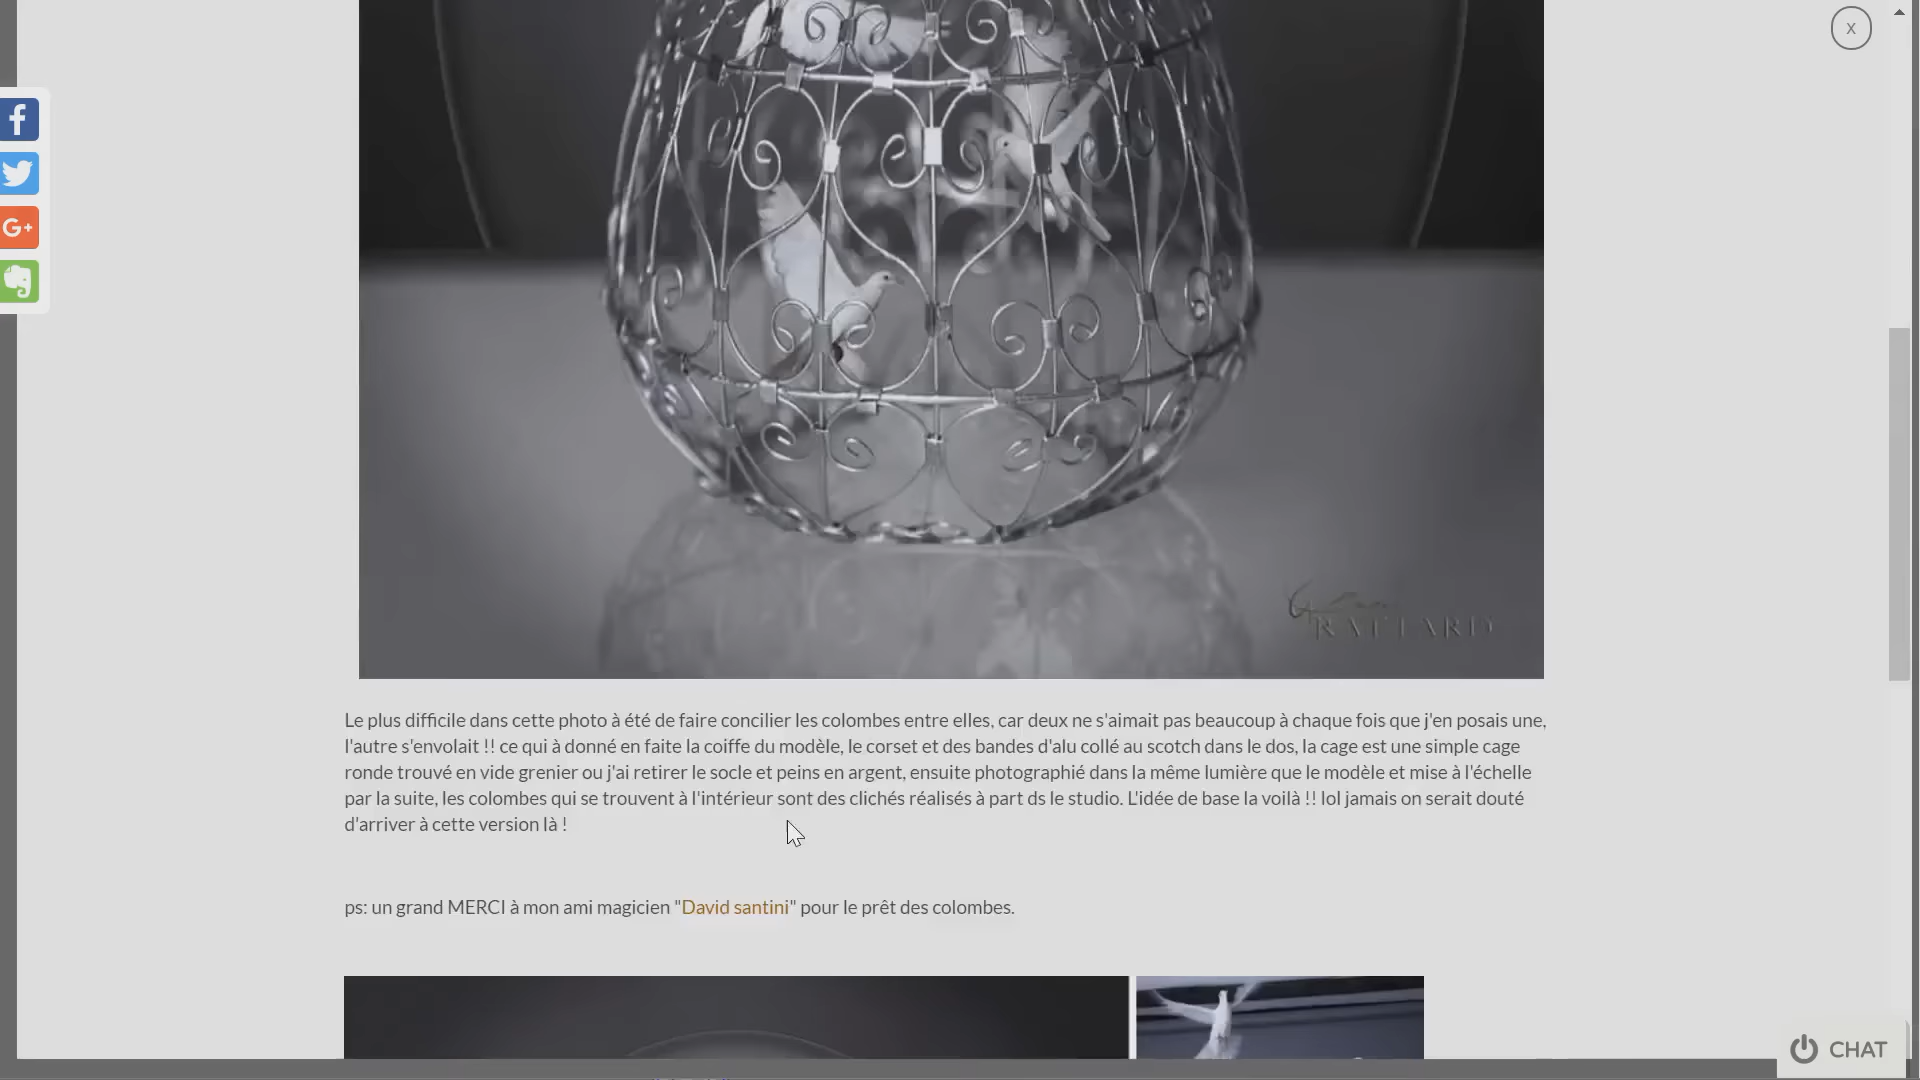 X
RAULARD
Le plus difficile dans cette photo à été de faire concilier les colombes entre elles, car deux ne s'aimait pas beaucoup à chaque fois que j'en posais une,
l'autre s'envolait !! ce qui à donné en faite la coiffe du modèle, le corset et des bandes d'alu collé au scotch dans le dos, la cage est une simple cage
ronde trouvé en vide grenier ou j'ai retirer le socle et peins en argent, ensuite photographié dans la même lumière que le modèle et mise à l'échelle
par la suite, les colombes qui se trouvent à l'intérieur sont des clichés réalisés à part ds le studio. L'idée de base la voilà !! lol jamais on serait douté
d'arriver à cette version là !
ps: un grand MERCI à mon ami magicien "David santini" pour le prêt des colombes.
CHAT